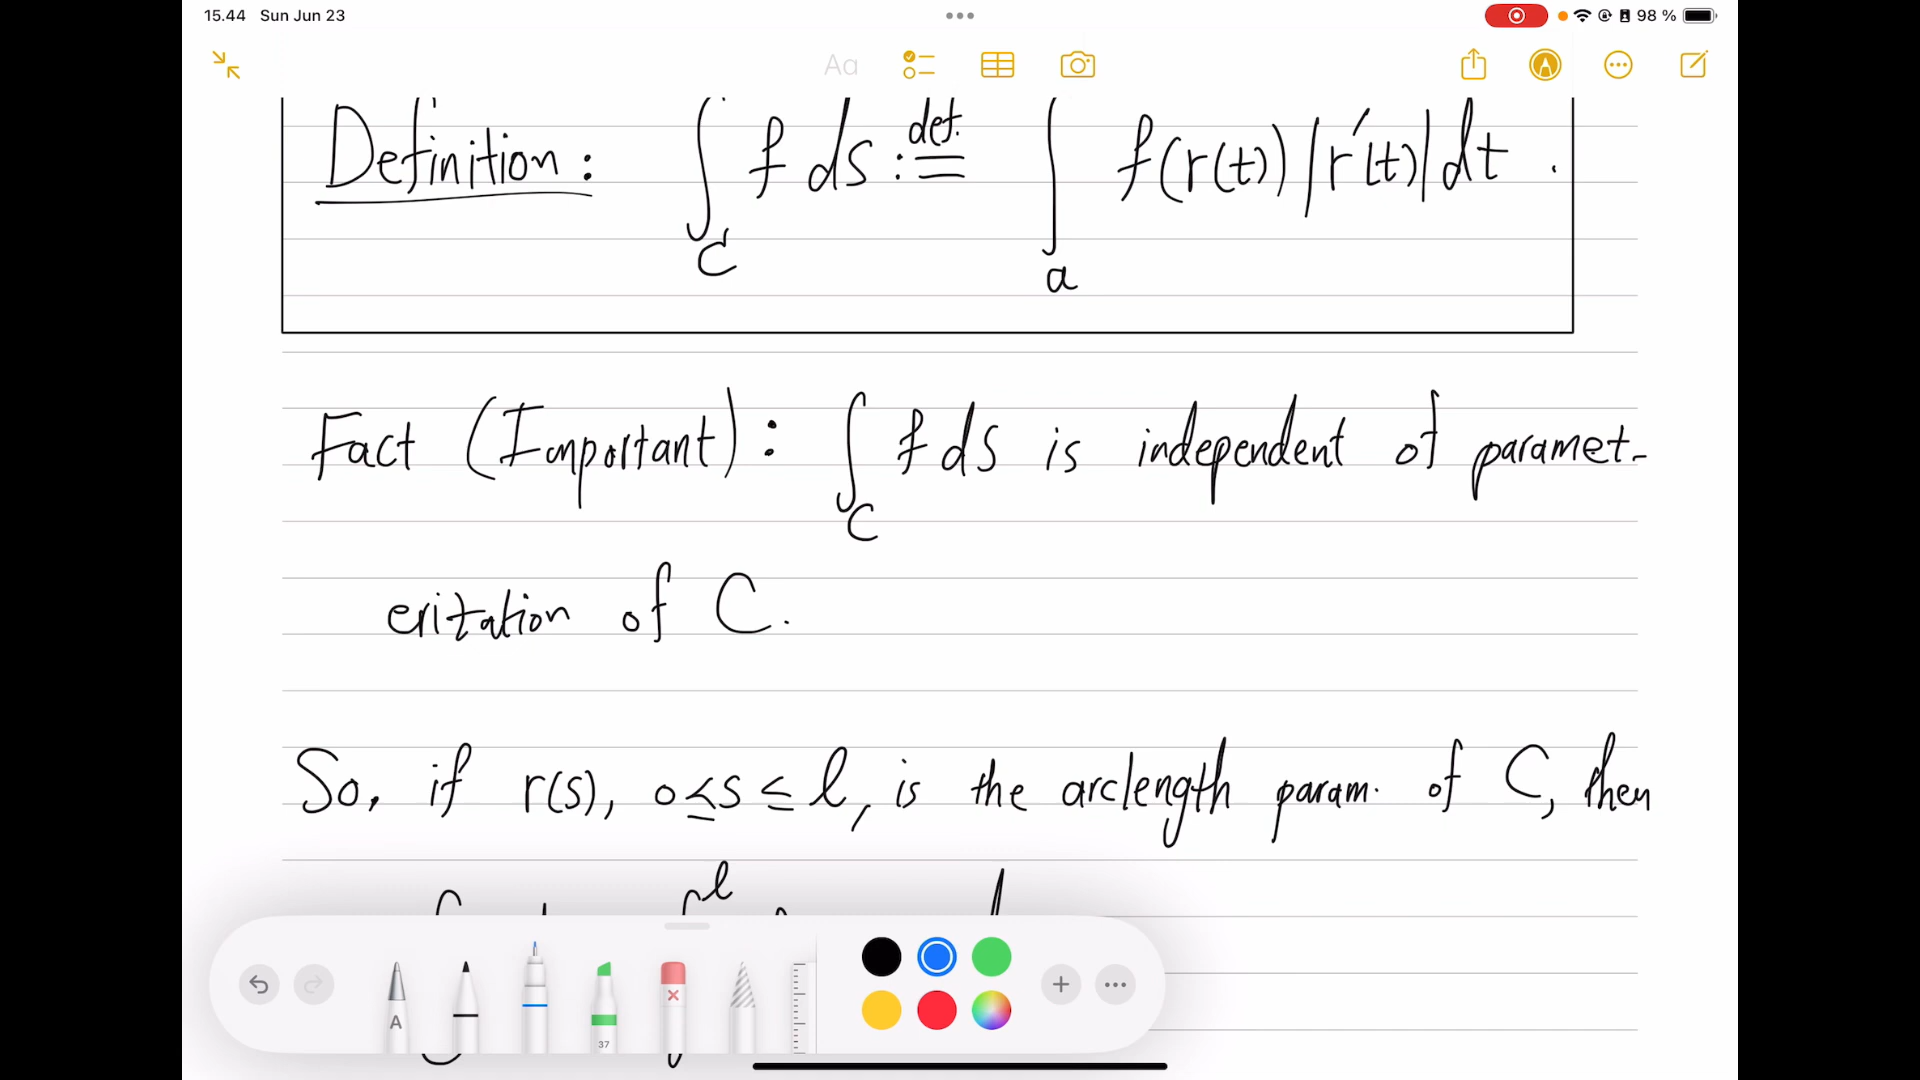 15.44 Sun Jun 23 98 %
Aa
Definition: ∫_C f ds :≝ ∫_a f(r(t)) |r′(t)| dt .
Fact (Important): ∫_C f ds is independent of paramet-
erization of C.
So, if r(s), 0≤s≤l, is the arclength param. of C, then
l
A
37